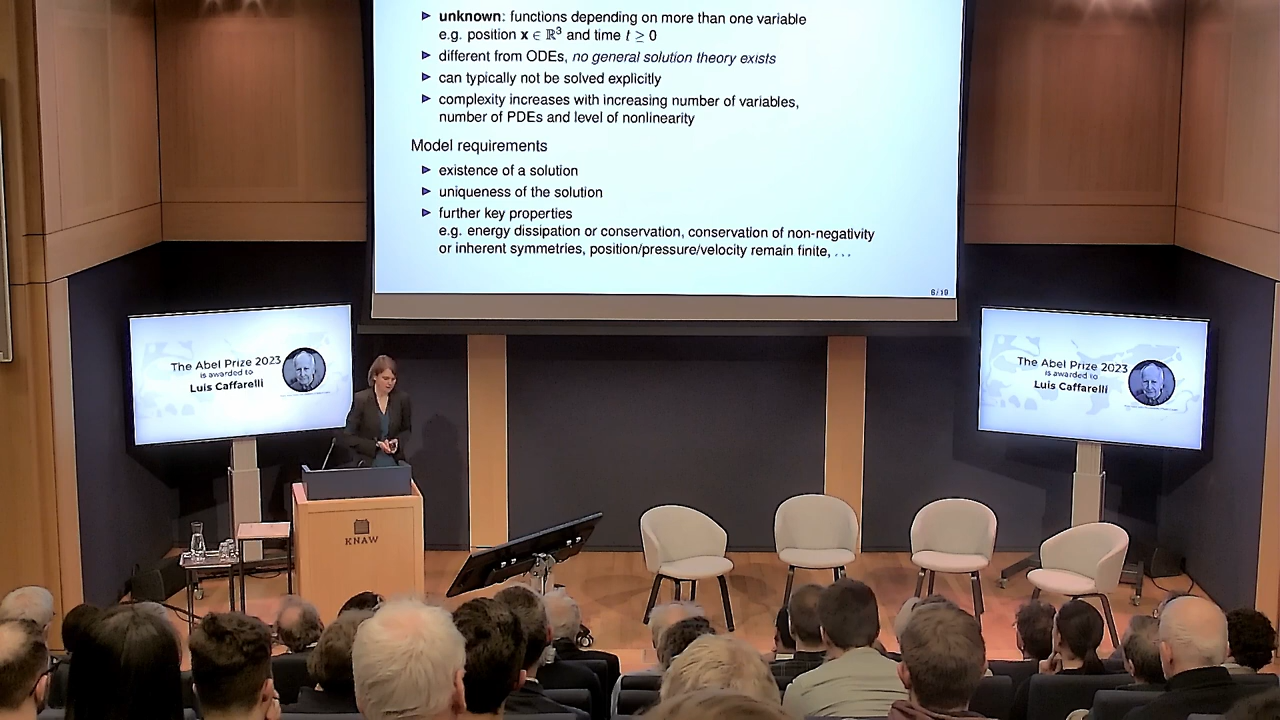 unknown: functions depending on more than one variable
e.g. position x ∈ ℝ³ and time t ≥ 0
different from ODEs, no general solution theory exists
can typically not be solved explicitly
complexity increases with increasing number of variables,
number of PDEs and level of nonlinearity
Model requirements
existence of a solution
uniqueness of the solution
further key properties
e.g. energy dissipation or conservation, conservation of non-negativity
or inherent symmetries, position/pressure/velocity remain finite, ...
6/19
The Abel Prize 2023
is awarded to
Luis Caffarelli
The Abel Prize 2023
is awarded to
Luis Caffarelli
KNAW